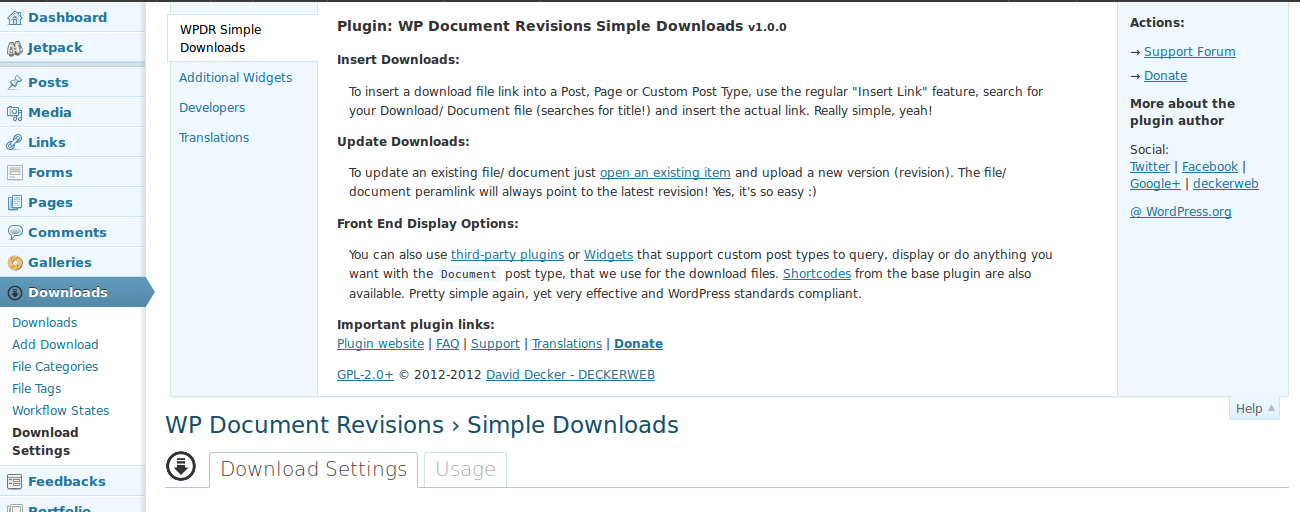 Dashboard
Jetpack
Posts
Media
Links
Forms
Pages
Comments
Galleries
Downloads
Downloads
Add Download
File Categories
File Tags
Workflow States
Download
Settings
Feedbacks
Portfolio
WPDR Simple
Downloads
Additional Widgets
Developers
Translations
Plugin: WP Document Revisions Simple Downloads v1.0.0
Insert Downloads:
To insert a download file link into a Post, Page or Custom Post Type, use the regular "Insert Link" feature, search for
your Download/ Document file (searches for title!) and insert the actual link. Really simple, yeah!
Update Downloads:
To update an existing file/ document just open an existing item and upload a new version (revision). The file/
document peramlink will always point to the latest revision! Yes, it's so easy :)
Front End Display Options:
You can also use third-party plugins or Widgets that support custom post types to query, display or do anything you
want with the Document post type, that we use for the download files. Shortcodes from the base plugin are also
available. Pretty simple again, yet very effective and WordPress standards compliant.
Important plugin links:
Plugin website | FAQ | Support | Translations | Donate
GPL-2.0+ © 2012-2012 David Decker - DECKERWEB
Actions:
→ Support Forum
→ Donate
More about the
plugin author
Social:
Twitter | Facebook |
Google+ | deckerweb
@ WordPress.org
Help
WP Document Revisions › Simple Downloads
Download Settings
Usage